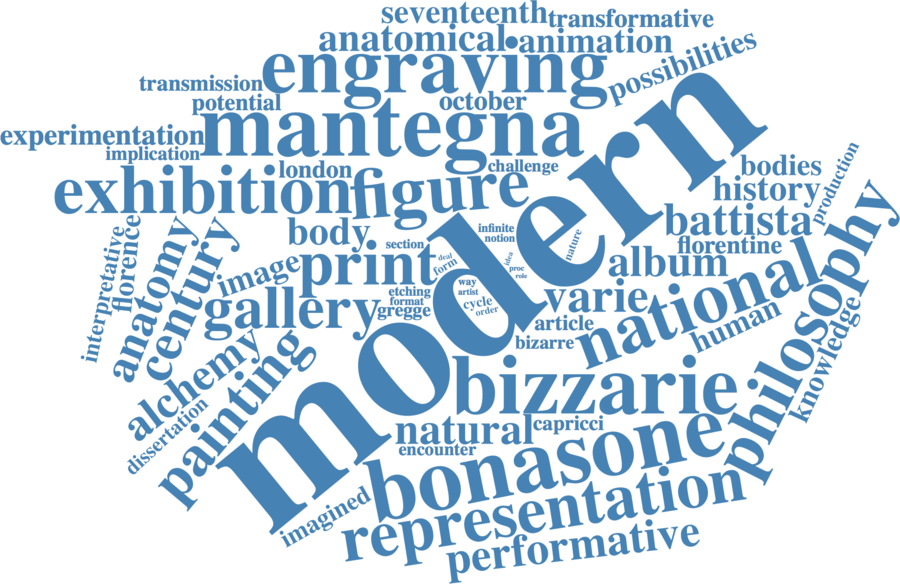 seventeenth
transformative
anatomical
animation
engraving
possibilities
transmission
potential
october
mantegna
experimentation
implication
london
challenge
modern
exhibition
figure
bodies
history
production
battista
body
section
infinite
notion
nature
florentine
philosophy
interpretative
florence
anatomy
century
image
print
deal
form
idea
proc
role
album
gallery
etching
format
gregge
way
artist
cycle
order
varie
article
bizarre
national
human
knowledge
alchemy
painting
dissertation
bizzarie
natural
capricci
encounter
bonasone
imagined
representation
performative